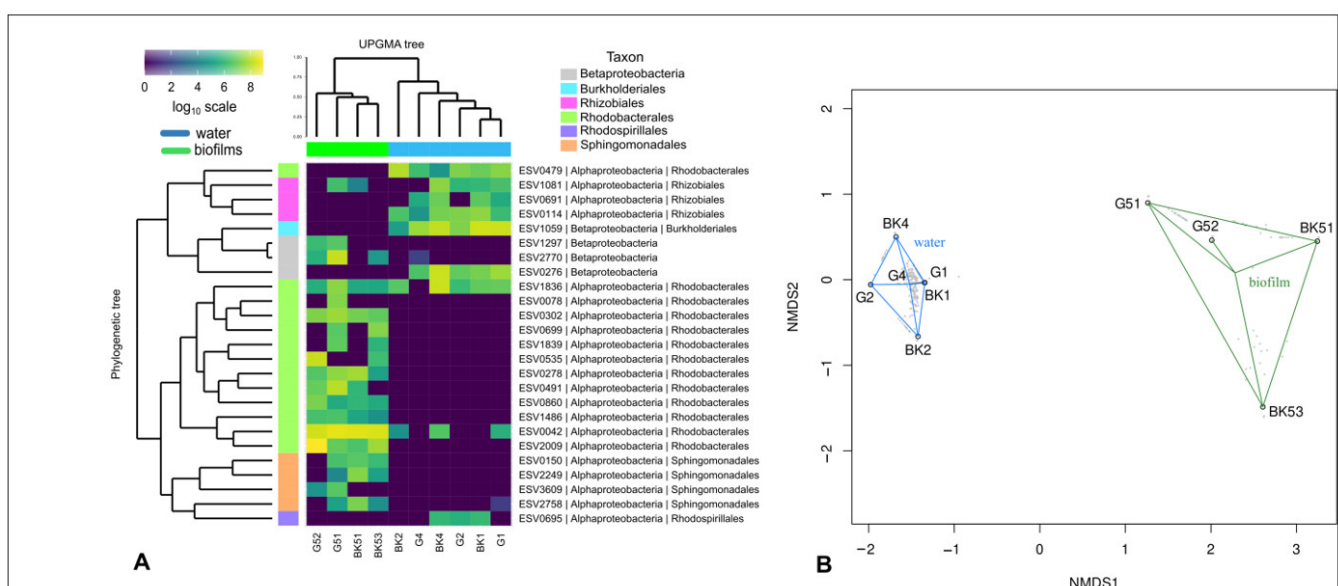 UPGMA tree
1.00
0.75
0.50
0.25
0.00
0 2 4 6 8
log10 scale
water
biofilms
Taxon
Betaproteobacteria
Burkholderiales
Rhizobiales
Rhodobacterales
Rhodospirillales
Sphingomonadales
Phylogenetic tree
ESV0479 | Alphaproteobacteria | Rhodobacterales
ESV1081 | Alphaproteobacteria | Rhizobiales
ESV0691 | Alphaproteobacteria | Rhizobiales
ESV0114 | Alphaproteobacteria | Rhizobiales
ESV1059 | Betaproteobacteria | Burkholderiales
ESV1297 | Betaproteobacteria
ESV2770 | Betaproteobacteria
ESV0276 | Betaproteobacteria
ESV1836 | Alphaproteobacteria | Rhodobacterales
ESV0078 | Alphaproteobacteria | Rhodobacterales
ESV0302 | Alphaproteobacteria | Rhodobacterales
ESV0699 | Alphaproteobacteria | Rhodobacterales
ESV1839 | Alphaproteobacteria | Rhodobacterales
ESV0535 | Alphaproteobacteria | Rhodobacterales
ESV0278 | Alphaproteobacteria | Rhodobacterales
ESV0491 | Alphaproteobacteria | Rhodobacterales
ESV0860 | Alphaproteobacteria | Rhodobacterales
ESV1486 | Alphaproteobacteria | Rhodobacterales
ESV0042 | Alphaproteobacteria | Rhodobacterales
ESV2009 | Alphaproteobacteria | Rhodobacterales
ESV0150 | Alphaproteobacteria | Sphingomonadales
ESV2249 | Alphaproteobacteria | Sphingomonadales
ESV3609 | Alphaproteobacteria | Sphingomonadales
ESV2758 | Alphaproteobacteria | Sphingomonadales
ESV0695 | Alphaproteobacteria | Rhodospirillales
G52 G51 BK51 BK53 BK2 G4 BK4 G2 BK1 G1
A
NMDS2
2
1
0
−1
−2
G51
G52
BK51
BK4
water
G1
G4
biofilm
G2
BK1
BK2
BK53
−2 −1 0 1 2 3
B
NMDS1